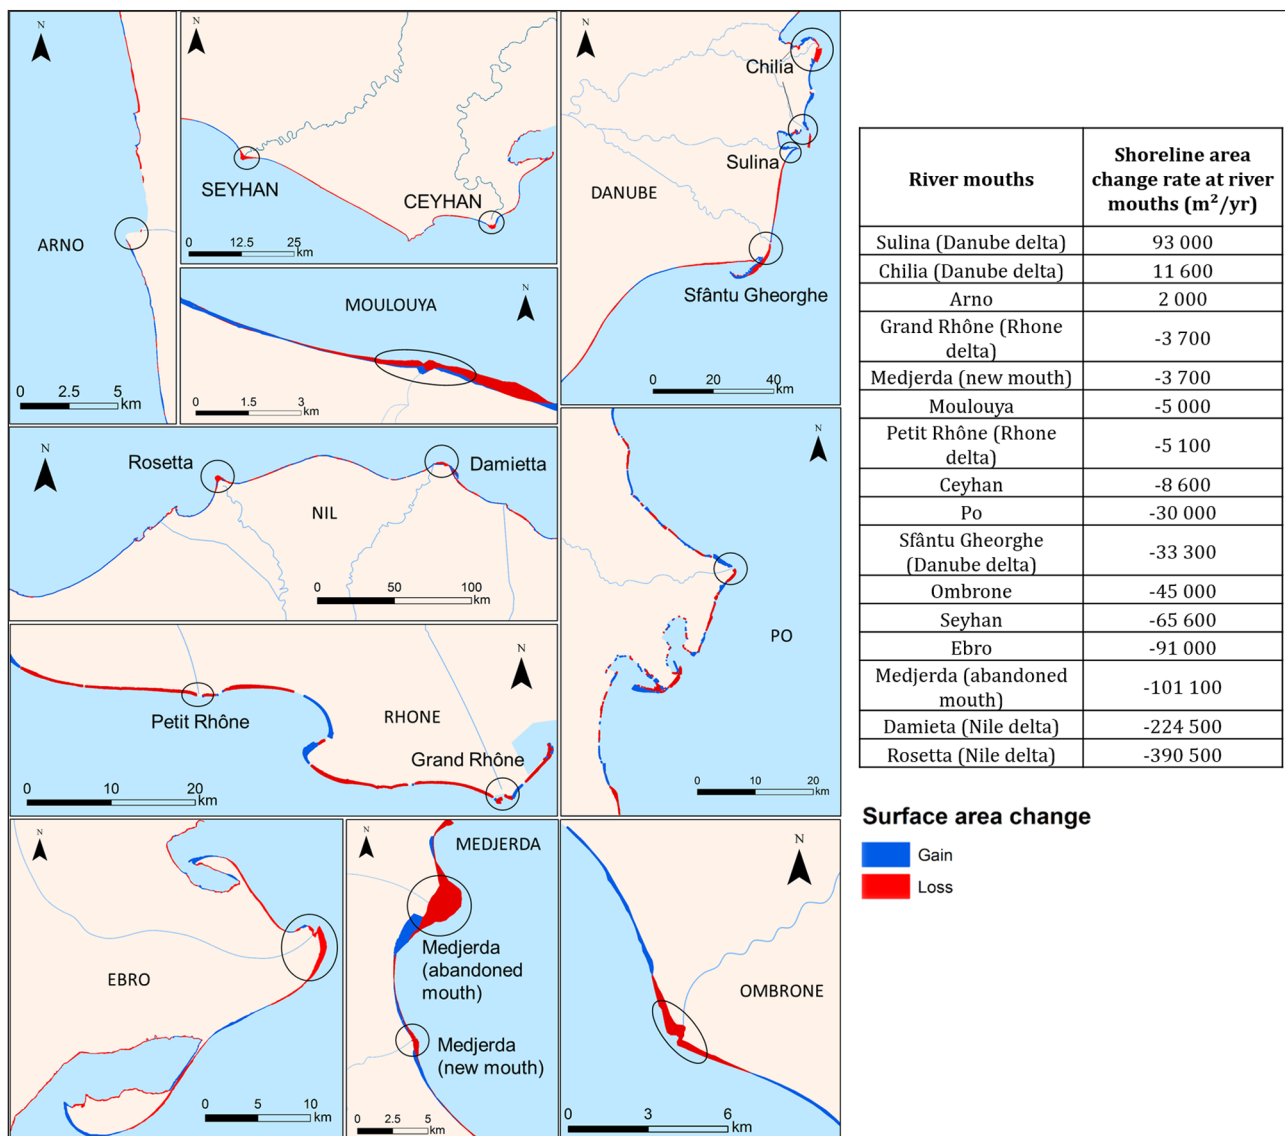 N
ARNO
0 2.5 5
km
N
SEYHAN
CEYHAN
0 12.5 25
km
N
MOULOUYA
0 1.5 3
km
N
Chilia
Sulina
DANUBE
Sfântu Gheorghe
0 20 40
km
N
Rosetta
Damietta
NIL
0 50 100
km
N
PO
0 10 20
km
N
Petit Rhône
RHONE
Grand Rhône
0 10 20
km
N
EBRO
0 5 10
km
N
MEDJERDA
Medjerda
(abandoned
mouth)
Medjerda
(new mouth)
0 2.5 5
km
N
OMBRONE
0 3 6
km
River mouths
Shoreline area
change rate at river
mouths (m²/yr)
Sulina (Danube delta) 93 000
Chilia (Danube delta) 11 600
Arno 2 000
Grand Rhône (Rhone
delta) -3 700
Medjerda (new mouth) -3 700
Moulouya -5 000
Petit Rhône (Rhone
delta) -5 100
Ceyhan -8 600
Po -30 000
Sfântu Gheorghe
(Danube delta) -33 300
Ombrone -45 000
Seyhan -65 600
Ebro -91 000
Medjerda (abandoned
mouth) -101 100
Damieta (Nile delta) -224 500
Rosetta (Nile delta) -390 500
Surface area change
Gain
Loss